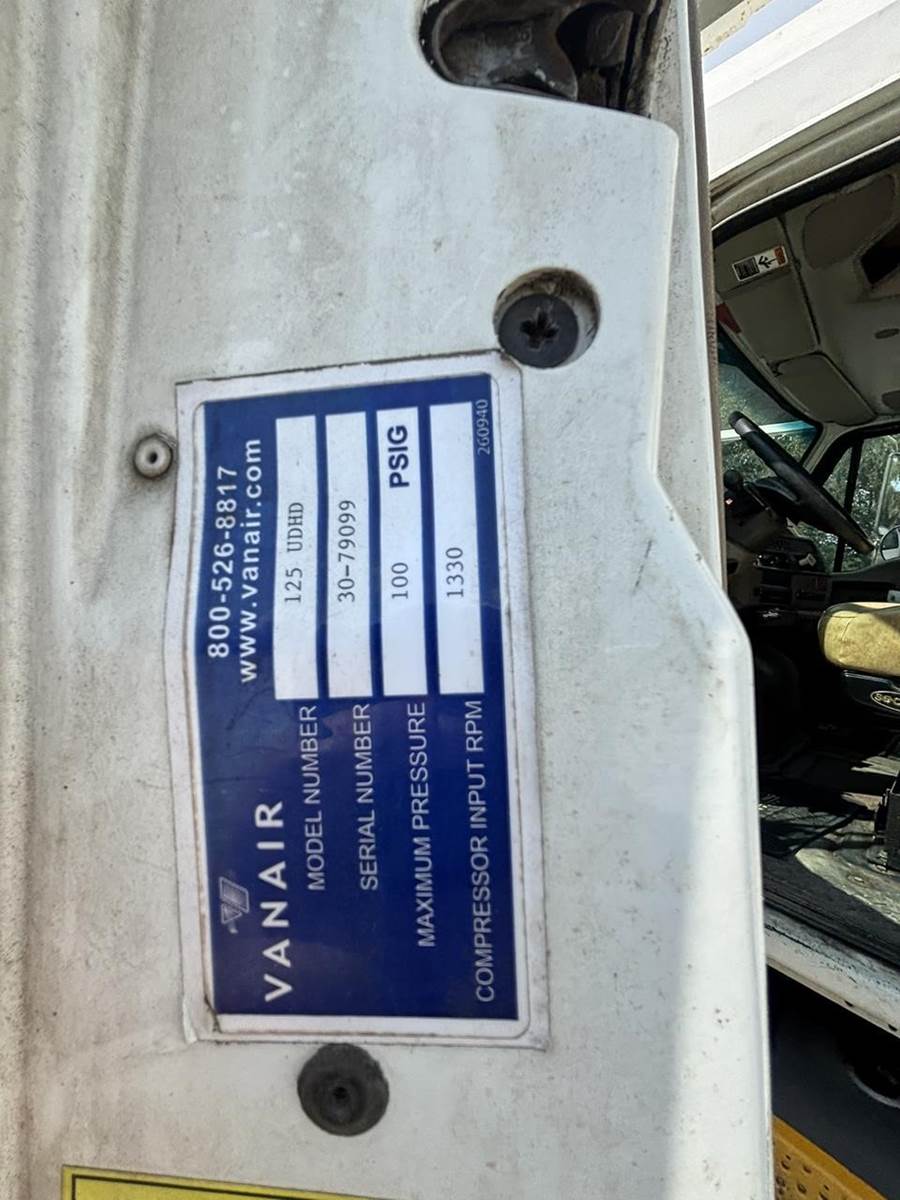 VANAIR
800-526-8817
www.vanair.com
MODEL NUMBER 125 UDHD
SERIAL NUMBER 30-79099
MAXIMUM PRESSURE 100 PSIG
COMPRESSOR INPUT RPM 1330
260940